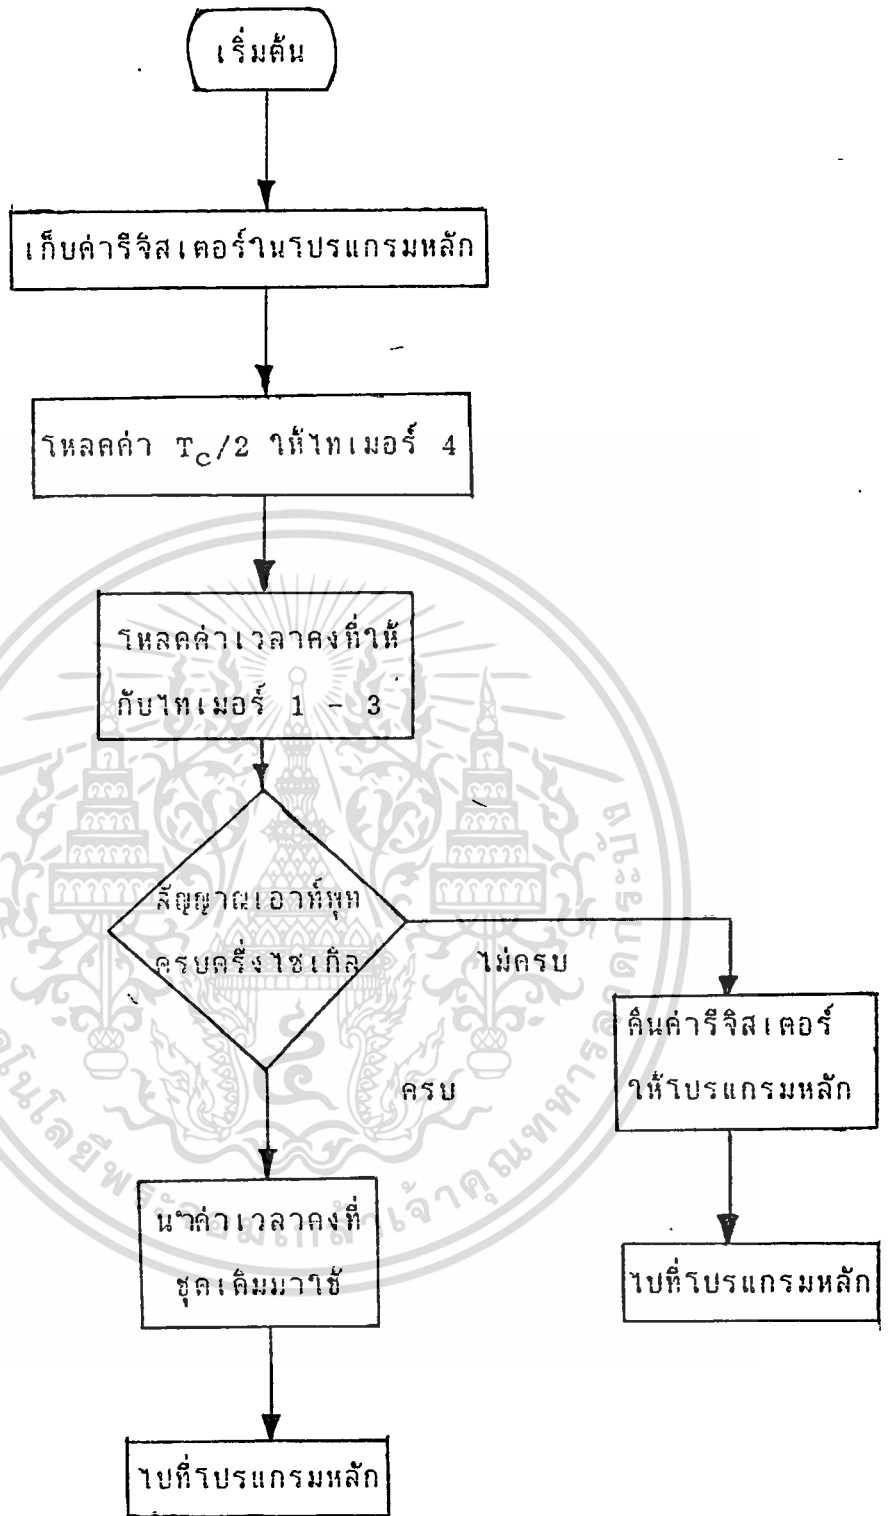 เริ่มต้น
เก็บค่ารีจิสเตอร์ในโปรแกรมหลัก
โหลดค่า Tc/2 ให้ไทเมอร์ 4
โหลดค่าเวลาคงที่ให้
กับไทเมอร์ 1 - 3
สัญญาณเอาท์พุท
ครบครึ่งไซเกิล
ไม่ครบ
ครบ
คืนค่ารีจิสเตอร์
ให้โปรแกรมหลัก
นำค่าเวลาคงที่
ชุดเดิมมาใช้
ไปที่โปรแกรมหลัก
ไปที่โปรแกรมหลัก